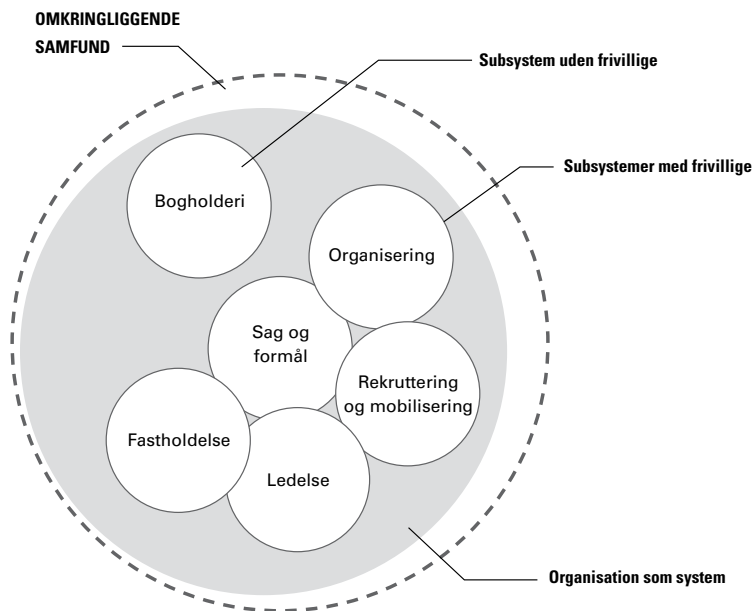 OMKRINGLIGGENDE
SAMFUND
Subsystem uden frivillige
Subsystemer med frivillige
Bogholderi
Organisering
Sag og
formål
Rekruttering
og mobilisering
Fastholdelse
Ledelse
Organisation som system